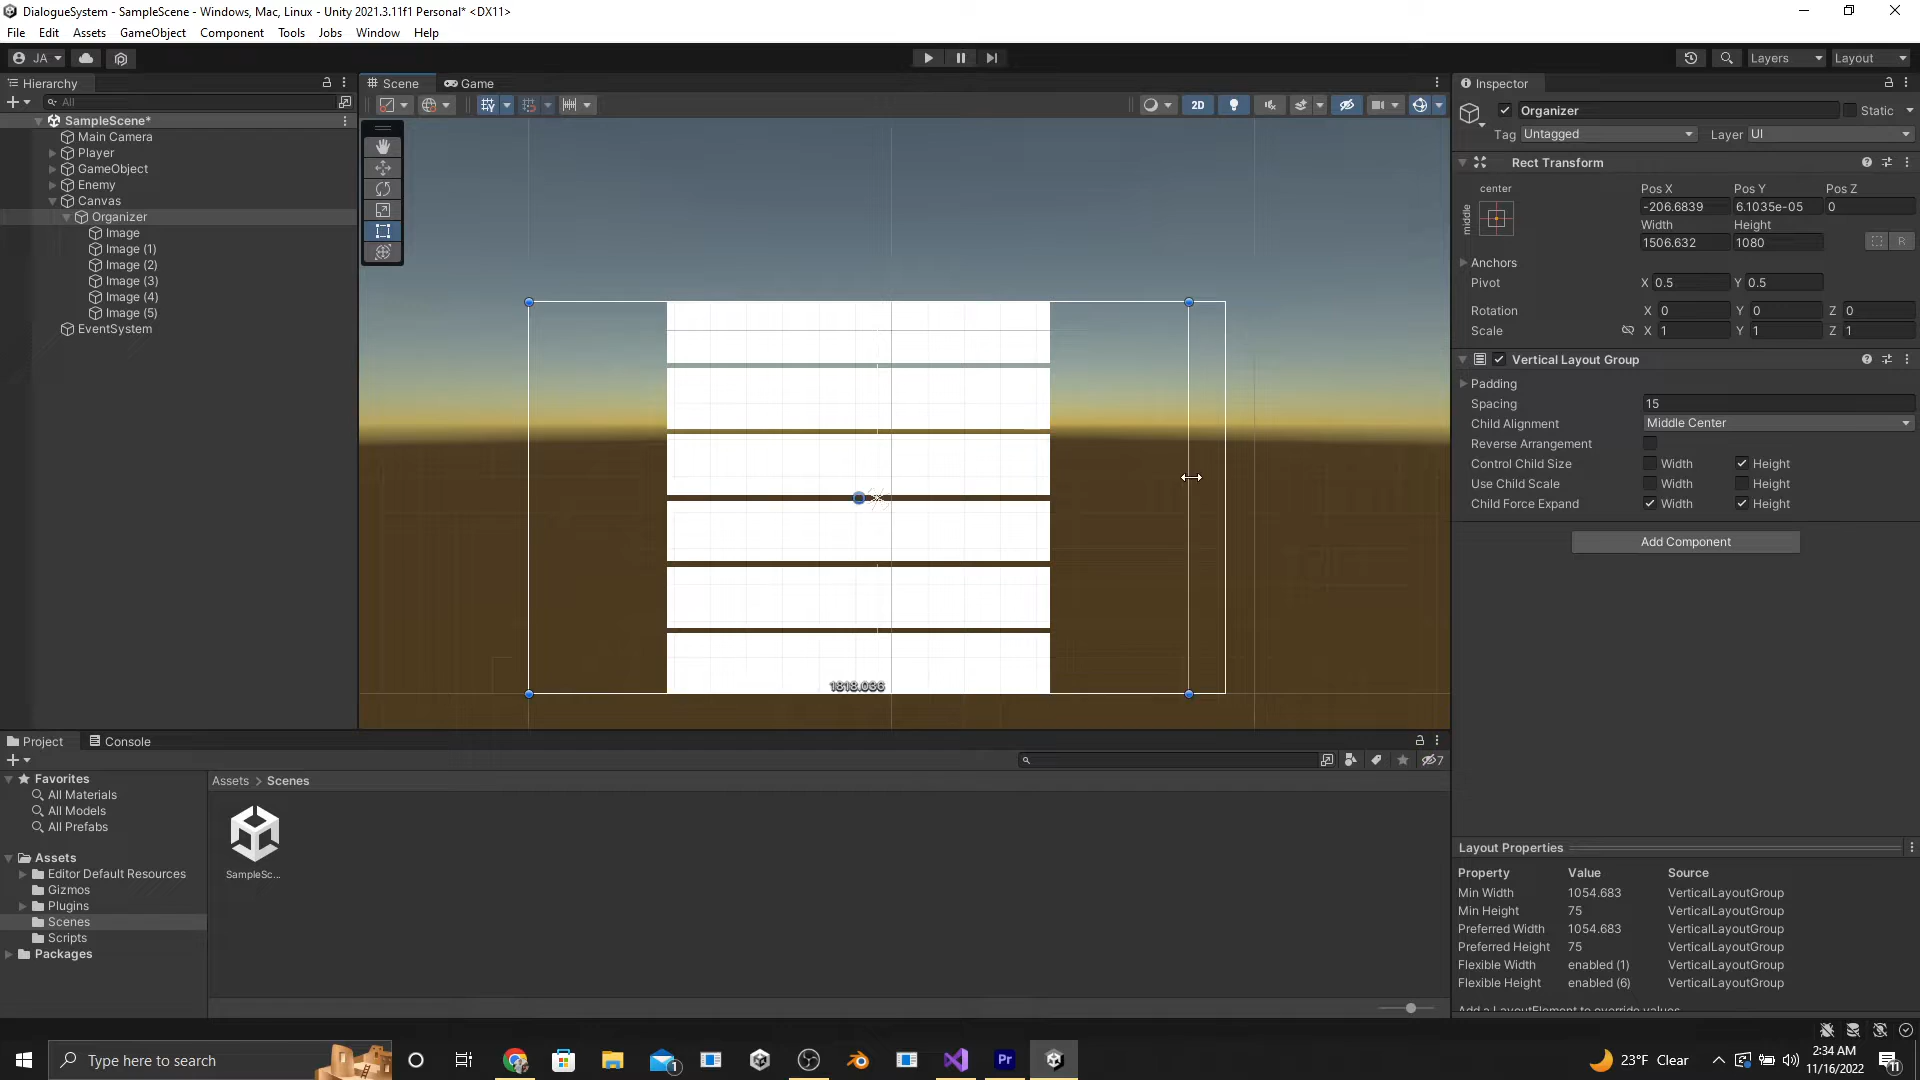 DialogueSystem - SampleScene - Windows, Mac, Linux - Unity 2021.3.11f1 Personal* <DX11>
File Edit Assets GameObject Component Tools Jobs Window Help
JA Layers Layout
Hierarchy Scene Game Inspector
All 2D
SampleScene*
Main Camera
Player
GameObject
Enemy
Canvas
Organizer
Image
Image (1)
Image (2)
Image (3)
Image (4)
Image (5)
EventSystem
1818.036
Organizer Static
Tag Untagged Layer UI
Rect Transform
center
middle
Pos X Pos Y Pos Z
-206.6839 6.1035e-05 0
Width Height
1506.632 1080 R
Anchors
Pivot X 0.5 Y 0.5
Rotation X 0 Y 0 Z 0
Scale X 1 Y 1 Z 1
Vertical Layout Group
Padding
Spacing 15
Child Alignment Middle Center
Reverse Arrangement
Control Child Size Width Height
Use Child Scale Width Height
Child Force Expand Width Height
Add Component
Project Console
7
Favorites
All Materials
All Models
All Prefabs
Assets
Editor Default Resources
Gizmos
Plugins
Scenes
Scripts
Packages
Assets > Scenes
SampleSc...
Layout Properties
Property Value Source
Min Width 1054.683 VerticalLayoutGroup
Min Height 75 VerticalLayoutGroup
Preferred Width 1054.683 VerticalLayoutGroup
Preferred Height 75 VerticalLayoutGroup
Flexible Width enabled (1) VerticalLayoutGroup
Flexible Height enabled (6) VerticalLayoutGroup
Add a LayoutElement to override values
Type here to search
1
Pr
23°F Clear
2:34 AM
11/16/2022
11